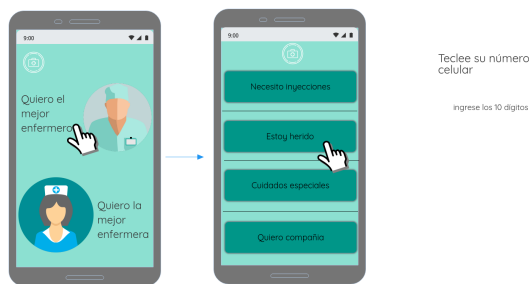 9:00
Quiero el
mejor
enfermero
Quiero la
mejor
enfermera
9:00
Necesito inyecciones
Estoy herido
Cuidados especiales
Quiero compañia
Teclee su número
celular
ingrese los 10 dígitos